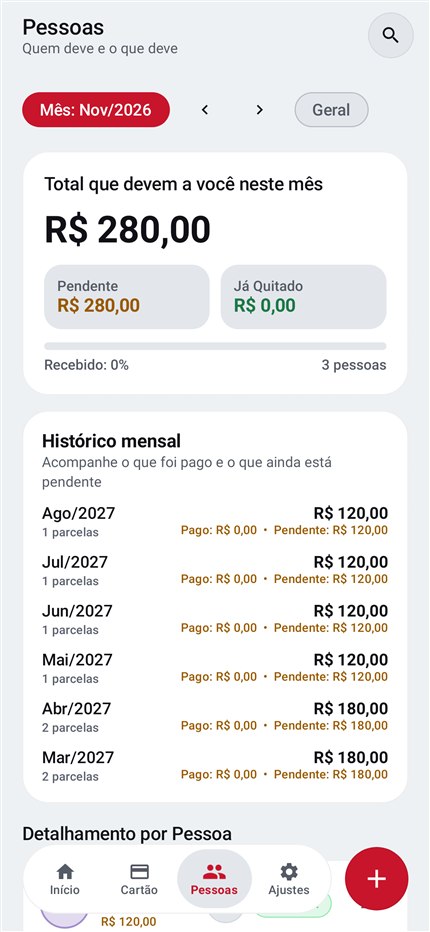 Pessoas
Quem deve e o que deve
Mês: Nov/2026
Geral
Total que devem a você neste mês
R$ 280,00
Pendente
R$ 280,00
Já Quitado
R$ 0,00
Recebido: 0%
3 pessoas
Histórico mensal
Acompanhe o que foi pago e o que ainda está
pendente
Ago/2027
R$ 120,00
1 parcelas
Pago: R$ 0,00 • Pendente: R$ 120,00
Jul/2027
R$ 120,00
1 parcelas
Pago: R$ 0,00 • Pendente: R$ 120,00
Jun/2027
R$ 120,00
1 parcelas
Pago: R$ 0,00 • Pendente: R$ 120,00
Mai/2027
R$ 120,00
1 parcelas
Pago: R$ 0,00 • Pendente: R$ 120,00
Abr/2027
R$ 180,00
2 parcelas
Pago: R$ 0,00 • Pendente: R$ 180,00
Mar/2027
R$ 180,00
2 parcelas
Pago: R$ 0,00 • Pendente: R$ 180,00
Detalhamento por Pessoa
Início
Cartão
Pessoas
Ajustes
R$ 120,00